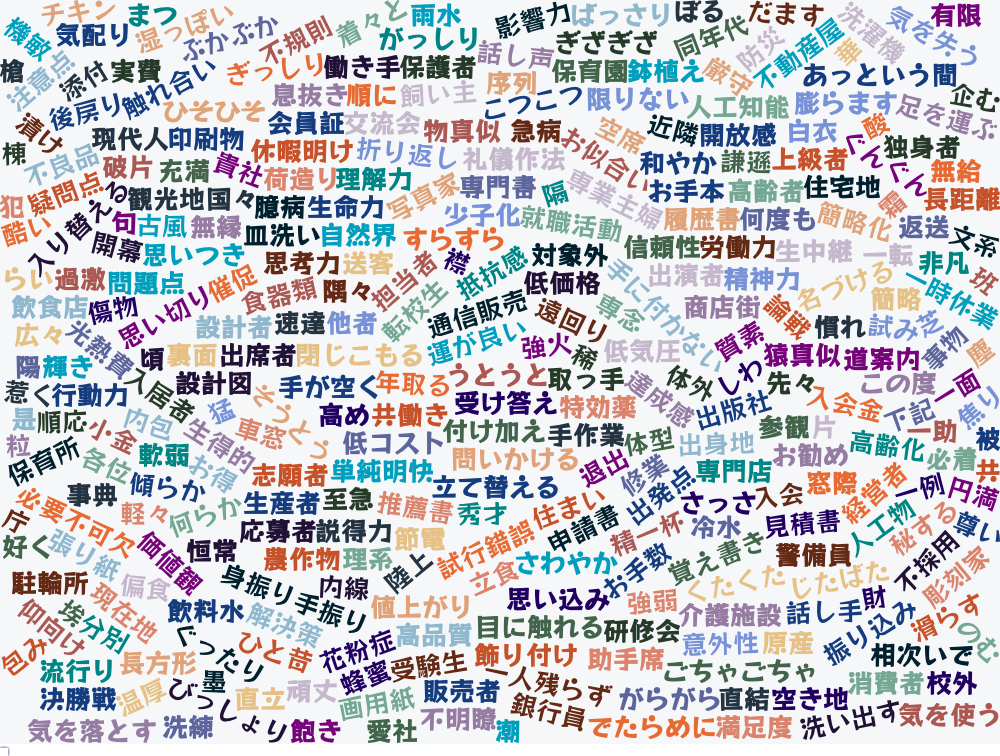 チキン まつ 雨水 影響力 ばっさり ぼる だます 洗濯機 気を失う 有限
機敏 気配り 湿っぽい ぶかぶか 不規則 着々と がっしり 話し声 ぎざぎざ 同年代 防災 不動産屋 華
槍 注意点 添付 実費 ぎっしり 働き手 保護者 序列 保育園 鉢植え 厳守 あっという間 企む
後戻り 触れ合い ひそひそ 息抜き 順に 飼い主 こつこつ 限りない 人工知能 膨らます 足を運ぶ
漬け 現代人 印刷物 会員証 交流会 物真似 急病 お似合い 空席 近隣 開放感 白衣 ぐんぐん 酸 独身者
棟 不良品 破片 充満 貴社 休暇明け 折り返し 礼儀作法 和やか 謙遜 上級者 無給
犯 疑問点 荷造り 理解力 写真家 専門書 隔 専業主婦 お手本 高齢者 住宅地 霜 長距離
酷い 入り替える 観光地 国々 臆病 生命力 少子化 就職活動 履歴書 何度も 簡略化 返送 文系
句 古風 無縁 皿洗い 自然界 すらすら
開幕 思いつき 思考力 送客 担当者 襟 抵抗感 対象外 信頼性 労働力 生中継 一転 非凡 班
らい 過激 問題点 催促 食器類 隅々 転校生 低価格 手に付かない 出演者 精神力 名づける 一時休業
飲食店 傷物 思い切り 通信販売 遠回り 専念 商店街 論戦 簡略
広々 光熱費 設計者 速達 他者 運が良い 強火 稀 低気圧 質素 慣れ 試み 芝 事物 塵
陽 輝き 頃 裏面 出席者 閉じこもる 猿真似 道案内
惹く 行動力 入居者 設計図 手が空く 年取る うとうと 取っ手 達成感 体外 しわ 先々 この度 一面
是 順応 小金 内包 猛 そうっと 高め 共働き 受け答え 特効薬 出版社 入会金 下記 焦り
粒 生得的 車窓 低コスト 付け加え 手作業 体型 出身地 参観 片 高齢化 一助 被
保育所 各位 軟弱 お得 志願者 単純明快 問いかける 退出 修業 専門店 お勧め 必着 共
必要不可欠 事典 傾らか 生産者 至急 推薦書 立て替える 住まい 出発点 さっさ 入会 窓際 経営者 一例 円満
庁 軽々 何らか 応募者 説得力 節電 秀才 試行錯誤 申請書 精一杯 冷水 見積書 人工物 秘する 尊い
好く 張り紙 価値観 恒常 農作物 理系 陸上 立食 さわやか お手数 覚え書き 警備員 不採用
駐輪所 偏食 現在地 身振り手振り 内線 値上がり 思い込み 強弱 くたくた じたばた 彫刻家
仰向け 埃 分別 飲料水 解決策 高品質 目に触れる 研修会 介護施設 話し手 財 振り込み 滑らす のむ
包み 流行り 長方形 ぐったり ひと昔 花粉症 蜂蜜 受験生 飾り付け 助手席 意外性 原産 ごちゃごちゃ 相次いで
決勝戦 温厚 びっしょり 墨 直立 頑丈 画用紙 販売者 一人残らず がらがら 直結 空き地 消費者 校外
気を落とす 洗練 飽き 愛社 不明瞭 潮 銀行員 でたらめに 満足度 洗い出す 気を使う